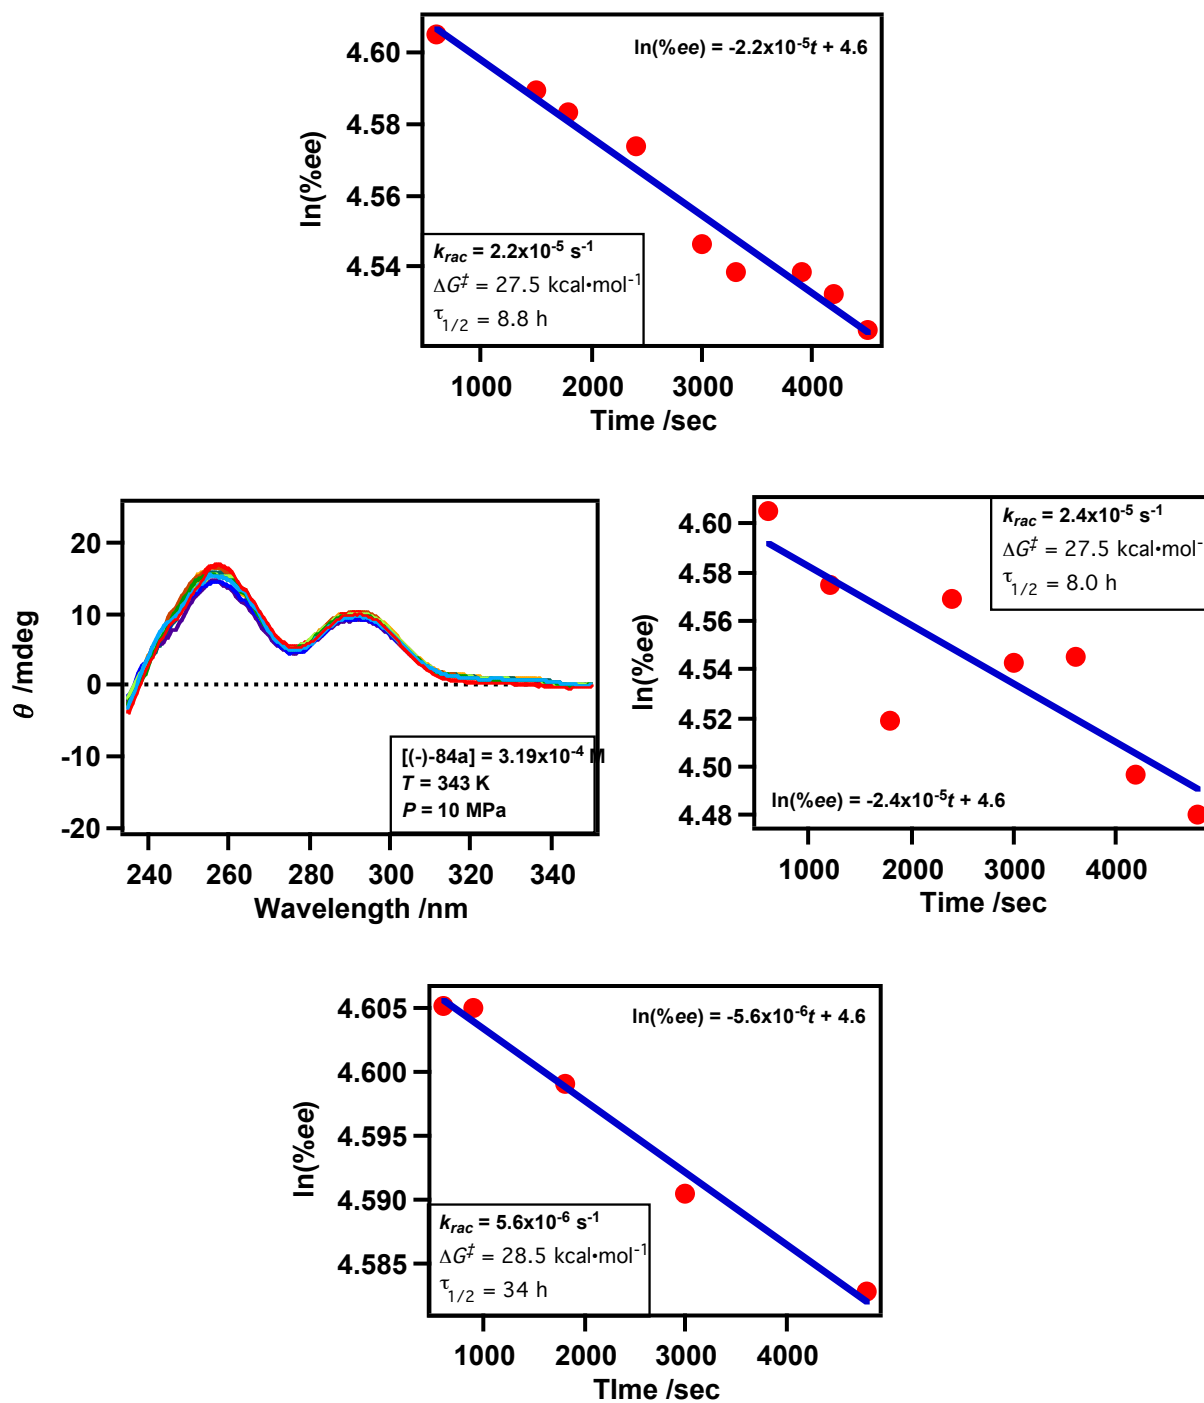 ln(%ee) = -2.2x10⁻⁵t + 4.6
4.60
4.58
4.56
4.54
ln(%ee)
k_rac = 2.2x10⁻⁵ s⁻¹
ΔG‡ = 27.5 kcal•mol⁻¹
τ₁/₂ = 8.8 h
1000 2000 3000 4000
Time /sec
20
10
0
-10
-20
θ /mdeg
[(-)-84a] = 3.19x10⁻⁴ M
T = 343 K
P = 10 MPa
240 260 280 300 320 340
Wavelength /nm
4.60
4.58
4.56
4.54
4.52
4.50
4.48
ln(%ee)
k_rac = 2.4x10⁻⁵ s⁻¹
ΔG‡ = 27.5 kcal•mol⁻
τ₁/₂ = 8.0 h
ln(%ee) = -2.4x10⁻⁵t + 4.6
1000 2000 3000 4000
Time /sec
ln(%ee) = -5.6x10⁻⁶t + 4.6
4.605
4.600
4.595
4.590
4.585
ln(%ee)
k_rac = 5.6x10⁻⁶ s⁻¹
ΔG‡ = 28.5 kcal•mol⁻¹
τ₁/₂ = 34 h
1000 2000 3000 4000
TIme /sec